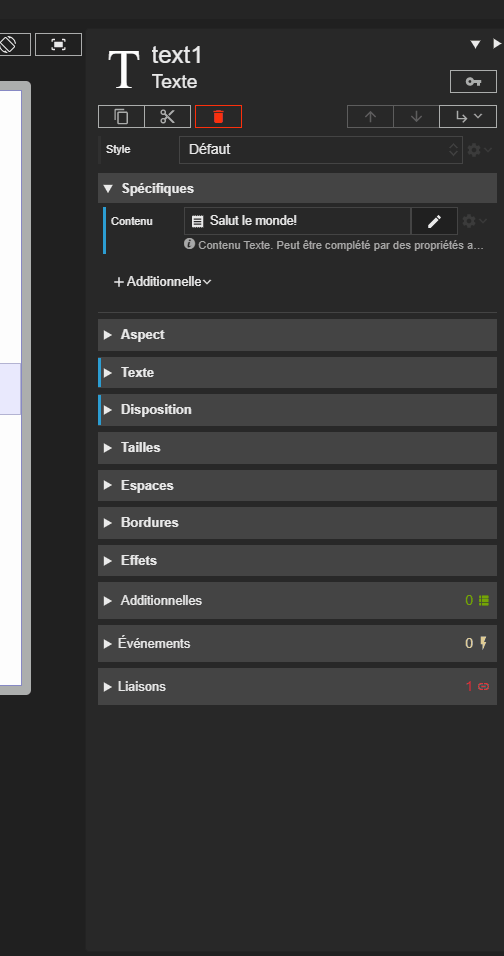 T
text1
Texte
Style
Défaut
Spécifiques
Contenu
Salut le monde!
Contenu Texte. Peut être complété par des propriétés a...
+ Additionnelle
Aspect
Texte
Disposition
Tailles
Espaces
Bordures
Effets
Additionnelles 0
Événements 0
Liaisons 1